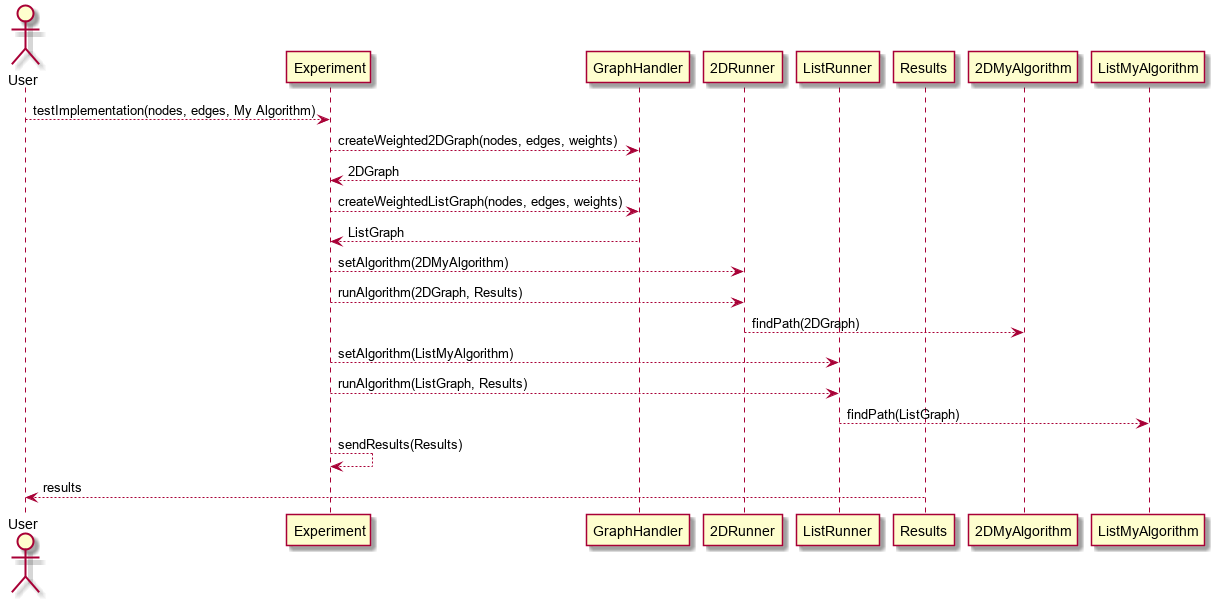 User
Experiment
GraphHandler
2DRunner
ListRunner
Results
2DMyAlgorithm
ListMyAlgorithm
testImplementation(nodes, edges, My Algorithm)
createWeighted2DGraph(nodes, edges, weights)
2DGraph
createWeightedListGraph(nodes, edges, weights)
ListGraph
setAlgorithm(2DMyAlgorithm)
runAlgorithm(2DGraph, Results)
findPath(2DGraph)
setAlgorithm(ListMyAlgorithm)
runAlgorithm(ListGraph, Results)
findPath(ListGraph)
sendResults(Results)
results
User
Experiment
GraphHandler
2DRunner
ListRunner
Results
2DMyAlgorithm
ListMyAlgorithm